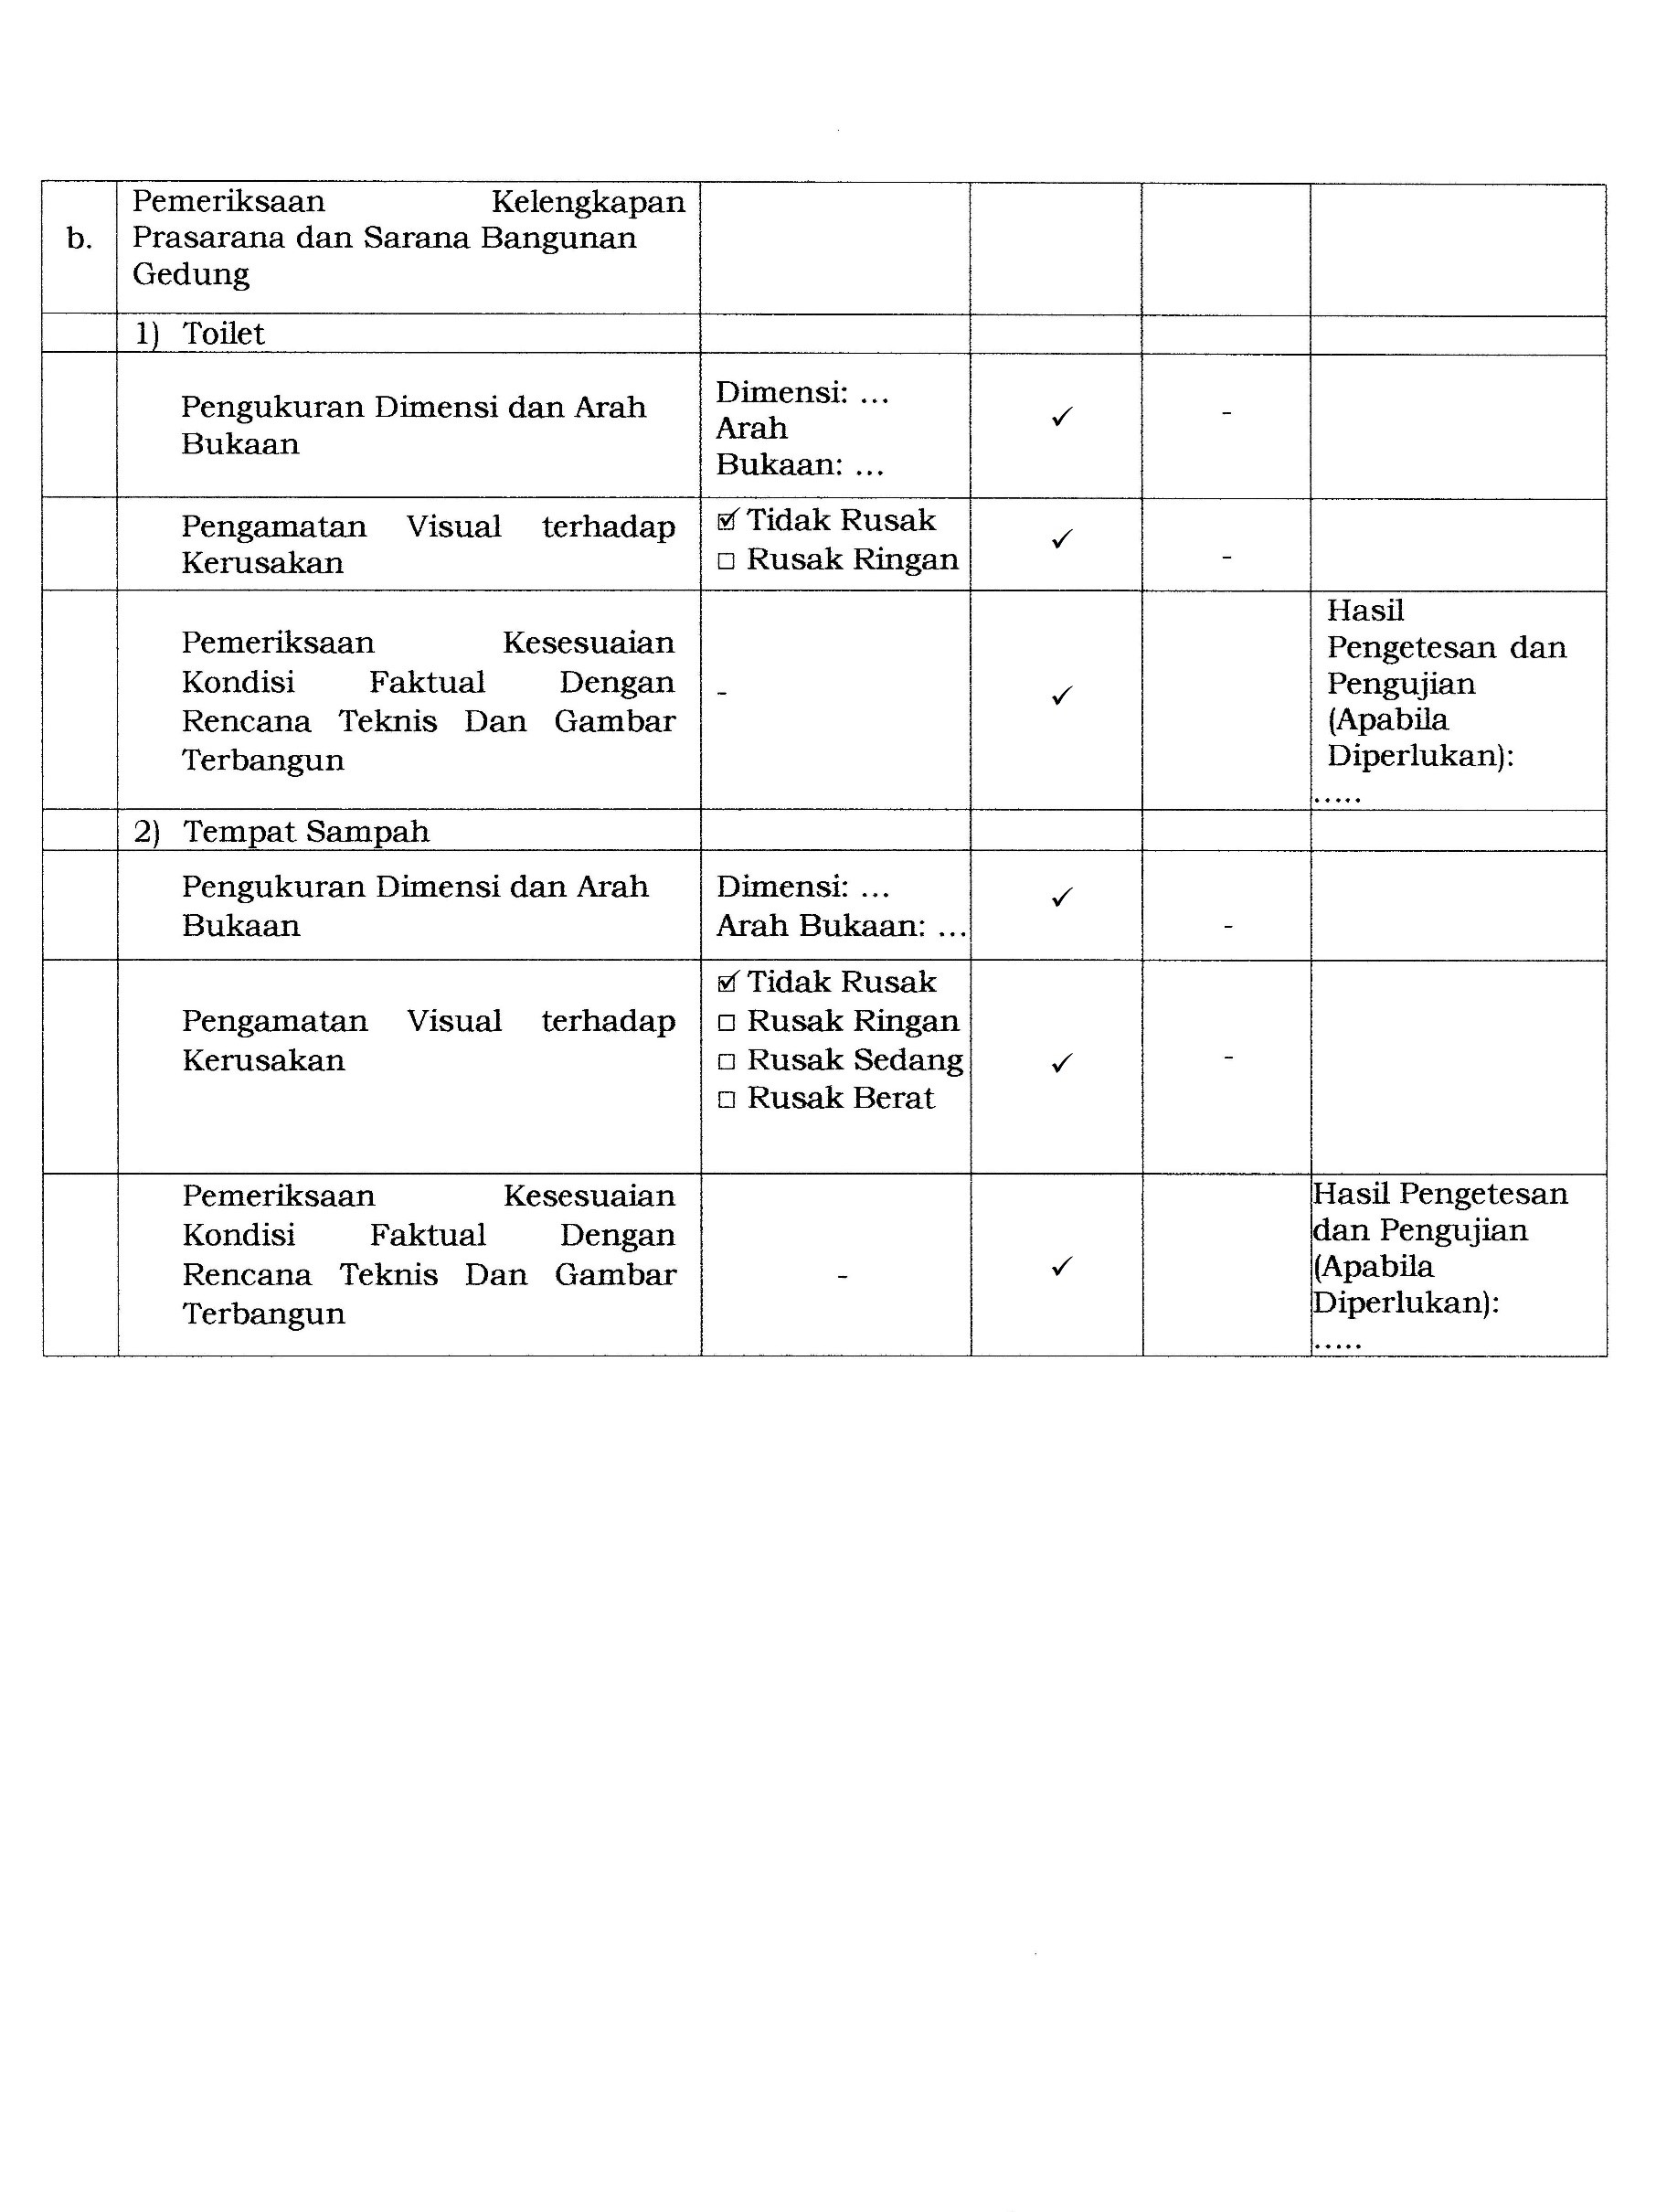 b.
Pemeriksaan Kelengkapan
Prasarana dan Sarana Bangunan
Gedung
1) Toilet
Pengukuran Dimensi dan Arah
Bukaan
Dimensi: ...
Arah
Bukaan: ...
✓
-
Pengamatan Visual terhadap
Kerusakan
☑ Tidak Rusak
□ Rusak Ringan
✓
-
Pemeriksaan Kesesuaian
Kondisi Faktual Dengan
Rencana Teknis Dan Gambar
Terbangun
-
✓
Hasil
Pengetesan dan
Pengujian
(Apabila
Diperlukan):
.....
2) Tempat Sampah
Pengukuran Dimensi dan Arah
Bukaan
Dimensi: ...
Arah Bukaan: ...
✓
-
Pengamatan Visual terhadap
Kerusakan
☑ Tidak Rusak
□ Rusak Ringan
□ Rusak Sedang
□ Rusak Berat
✓
-
Pemeriksaan Kesesuaian
Kondisi Faktual Dengan
Rencana Teknis Dan Gambar
Terbangun
-
✓
Hasil Pengetesan
dan Pengujian
(Apabila
Diperlukan):
.....